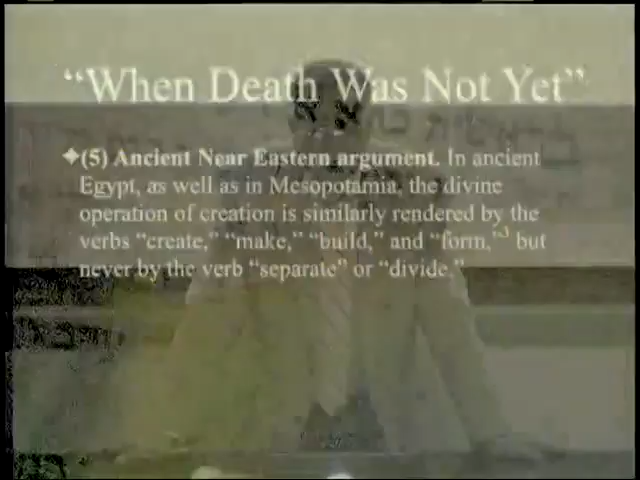 “When Death Was Not Yet”
✦(5) Ancient Near Eastern argument. In ancient
Egypt, as well as in Mesopotamia, the divine
operation of creation is similarly rendered by the
verbs “create,” “make,” “build,” and “form,”³ but
never by the verb “separate” or “divide.”